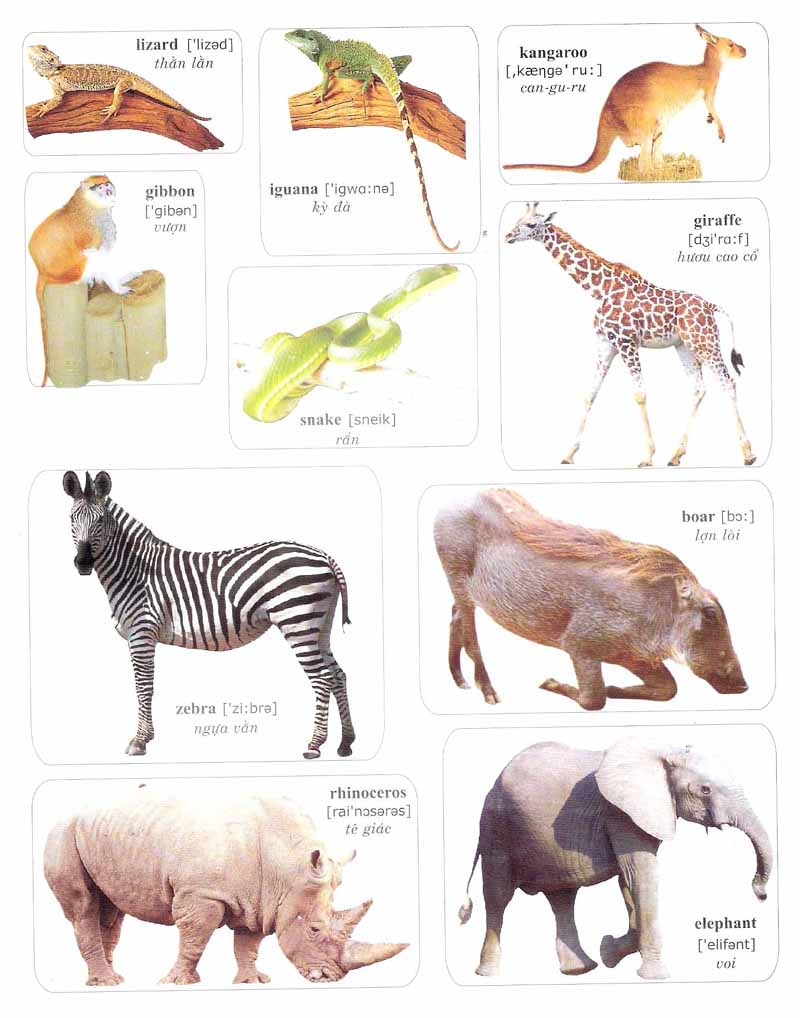 lizard ['lizəd]
thằn lằn
iguana ['igwɑ:nə]
kỳ đà
kangaroo
[,kæŋgə'ru:]
can-gu-ru
gibbon
['gibən]
vượn
giraffe
[dʒi'rɑ:f]
hươu cao cổ
snake [sneik]
rắn
zebra ['zi:brə]
ngựa vằn
boar [bɔ:]
lợn lòi
rhinoceros
[rai'nɔsərəs]
tê giác
elephant
['elifənt]
voi